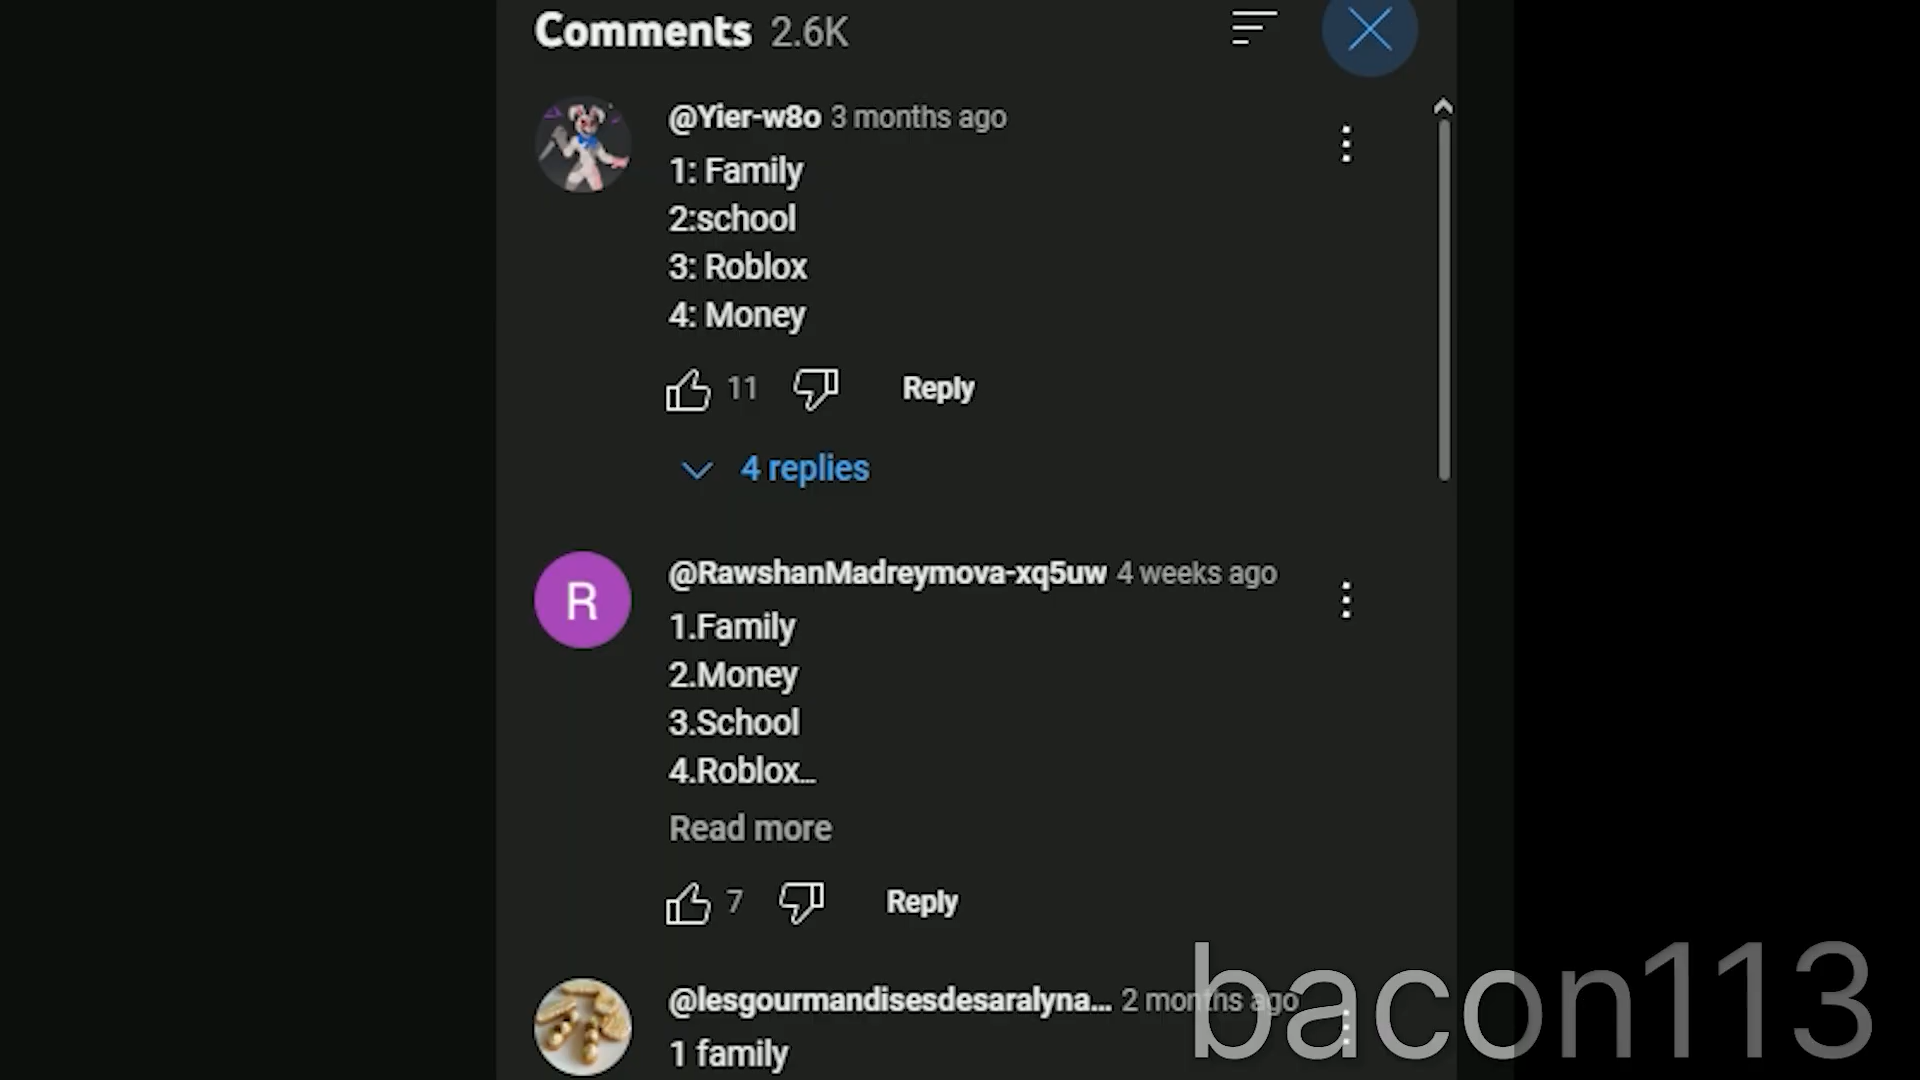 Comments 2.6K
@Yier-w8o 3 months ago
1: Family
2:school
3: Roblox
4: Money
11 Reply
4 replies
R
@RawshanMadreymova-xq5uw 4 weeks ago
1.Family
2.Money
3.School
4.Roblox...
Read more
7 Reply
@lesgourmandisesdesaralyna... 2 months ago
1 family
bacon113